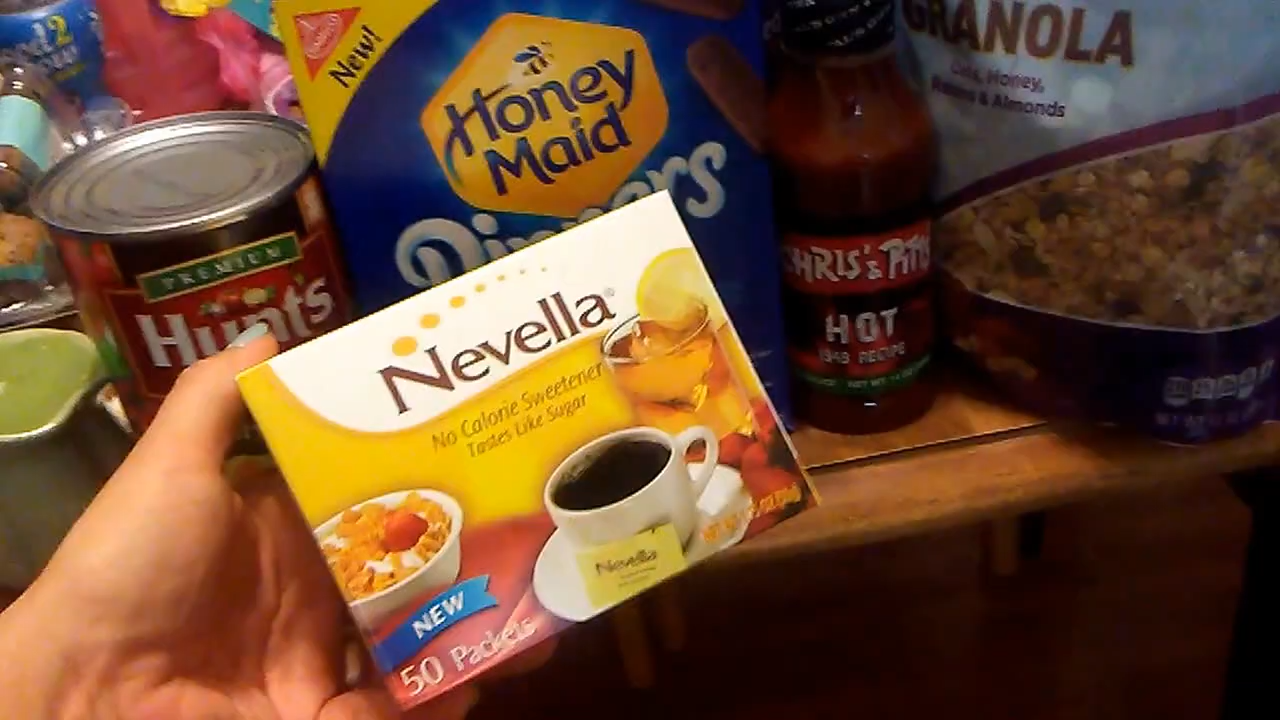 New!
Honey
Maid
GRANOLA
Oats, Honey,
Raisins & Almonds
PREMIUM
Hunt's
Nevella®
No Calorie Sweetener
Tastes Like Sugar
Nevella
NEW
50 Packets
CHRIS' & PITT'S
HOT
1949 RECIPE